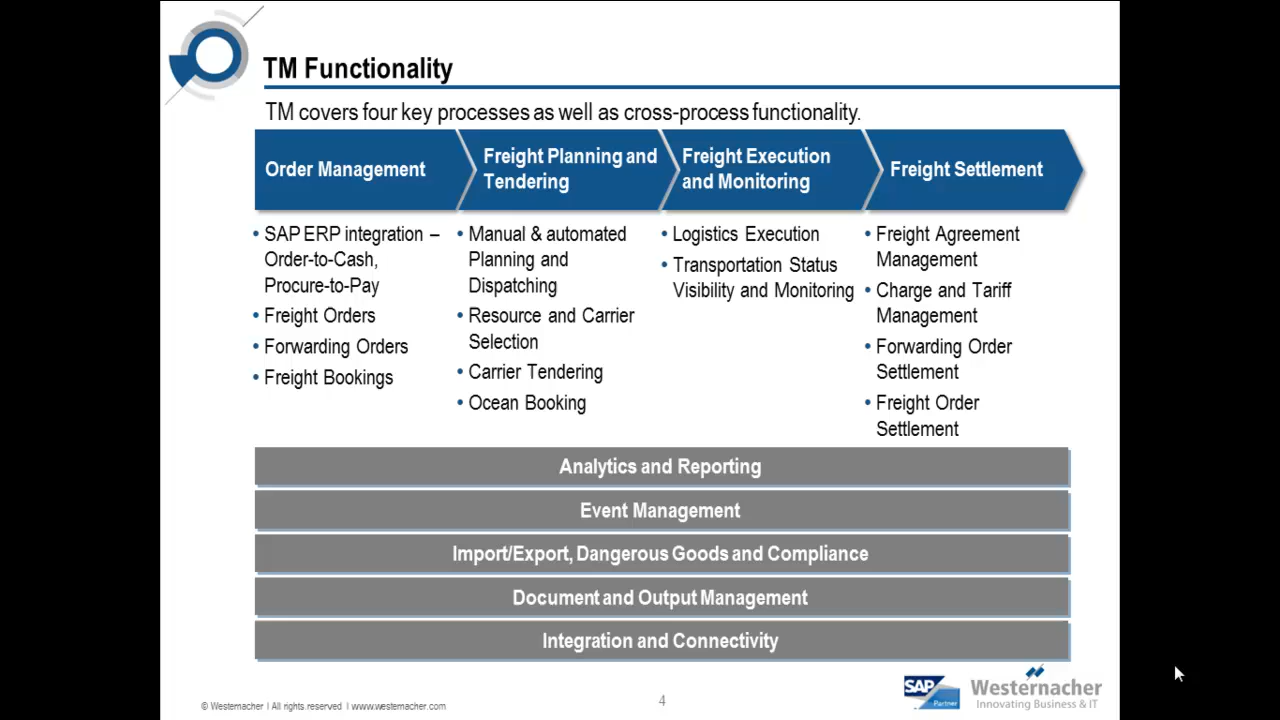 TM Functionality
TM covers four key processes as well as cross-process functionality.
Order Management
Freight Planning and
Tendering
Freight Execution
and Monitoring
Freight Settlement
• SAP ERP integration –
Order-to-Cash,
Procure-to-Pay
• Freight Orders
• Forwarding Orders
• Freight Bookings
• Manual & automated
Planning and
Dispatching
• Resource and Carrier
Selection
• Carrier Tendering
• Ocean Booking
• Logistics Execution
• Transportation Status
Visibility and Monitoring
• Freight Agreement
Management
• Charge and Tariff
Management
• Forwarding Order
Settlement
• Freight Order
Settlement
Analytics and Reporting
Event Management
Import/Export, Dangerous Goods and Compliance
Document and Output Management
Integration and Connectivity
© Westernacher I All rights reserved I www.westernacher.com
4
SAP
Partner
Westernacher
Innovating Business & IT